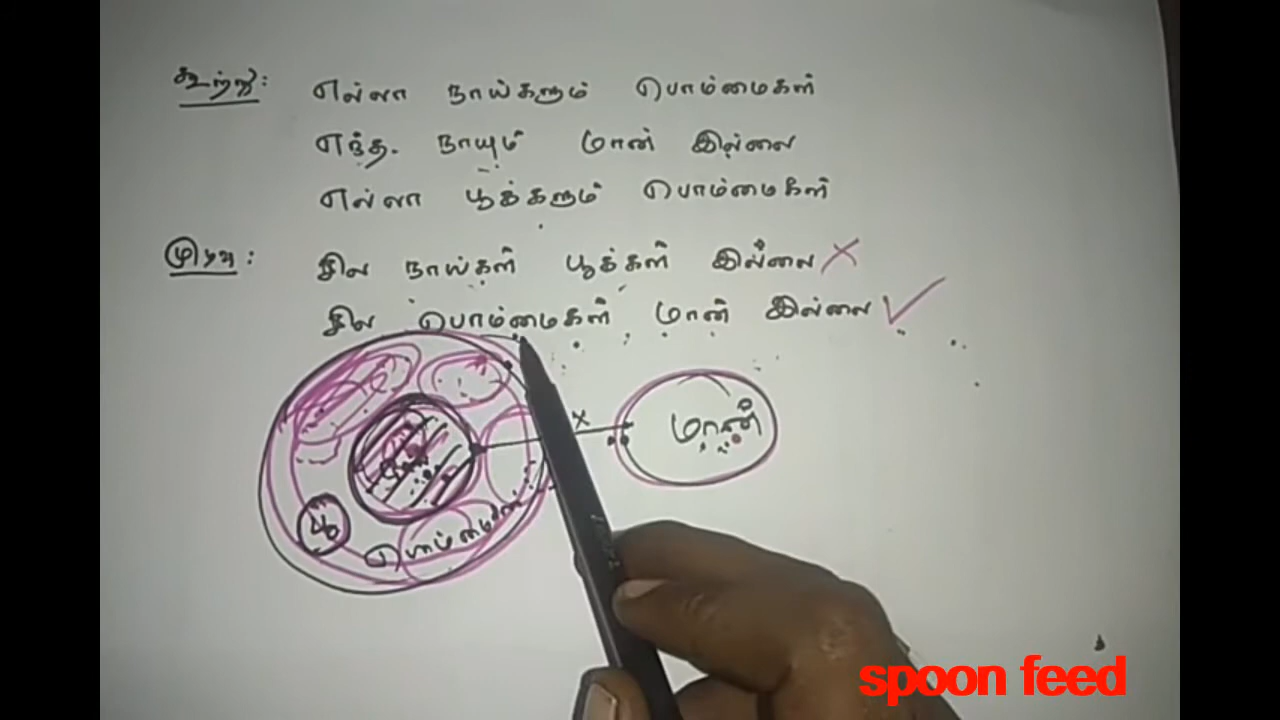 கூற்று: எல்லா நாய்களும் பொம்மைகள்
எந்த நாயும் மான் இல்லை
எல்லா பூக்களும் பொம்மைகள்
முடிவு: சில நாய்கள் பூக்கள் இல்லை ✗
சில பொம்மைகள் மான் இல்லை ✓
x
மான்
பூ
பொம்மைகள்
spoon feed